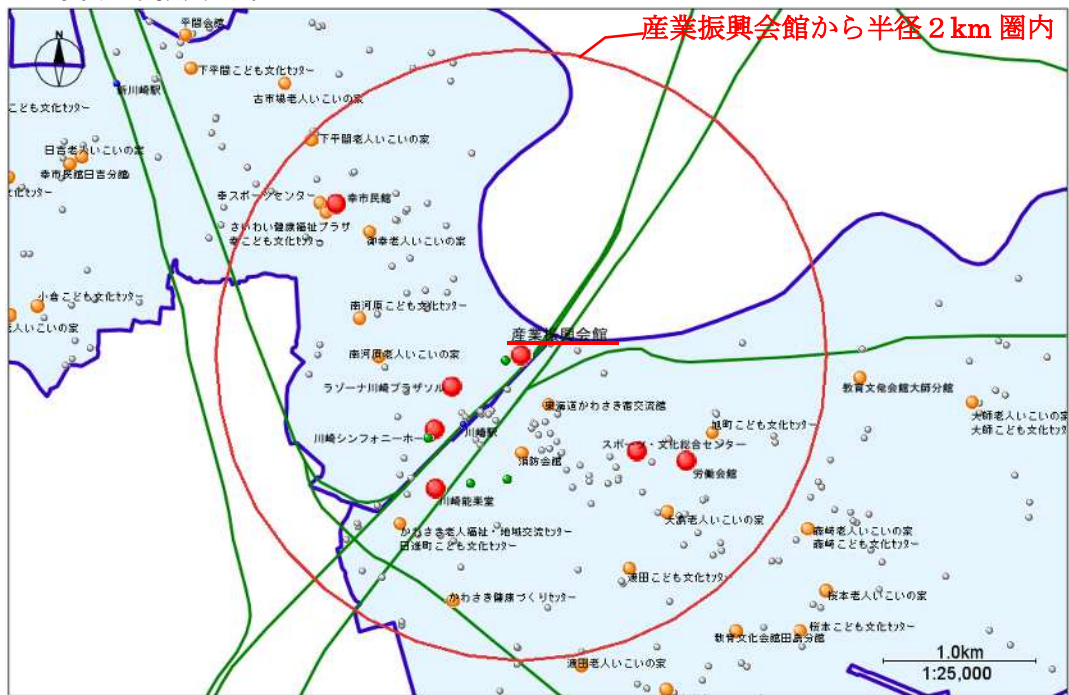 平間会館
産業振興会館から半径２km 圏内
N
下平間こども文化ｾﾝﾀｰ
新川崎駅
古市場老人いこいの家
こども文化ｾﾝﾀｰ
下平間老人いこいの家
日吉老人いこいの家
幸市民館日吉分館
文化ｾﾝﾀｰ
幸スポーツセンター
幸市民館
さいわい健康福祉プラザ
幸こども文化ｾﾝﾀｰ
御幸老人いこいの家
小倉こども文化ｾﾝﾀｰ
南河原こども文化ｾﾝﾀｰ
老人いこいの家
産業振興会館
南河原老人いこいの家
ラゾーナ川崎プラザソル
教育文化会館大師分館
東海道かわさき宿交流館
大師老人いこいの家
大師こども文化ｾﾝﾀｰ
旭町こども文化ｾﾝﾀｰ
川崎駅
川崎シンフォニーホー
スポーツ・文化総合センター
消防会館
労働会館
川崎能楽堂
大島老人いこいの家
かわさき老人福祉・地域交流ｾﾝﾀｰ
日進町こども文化ｾﾝﾀｰ
藤崎老人いこいの家
藤崎こども文化ｾﾝﾀｰ
渡田こども文化ｾﾝﾀｰ
かわさき健康づくりｾﾝﾀｰ
桜本老人いこいの家
桜本こども文化ｾﾝﾀｰ
教育文化会館田島分館
渡田老人いこいの家
1.0km
1:25,000